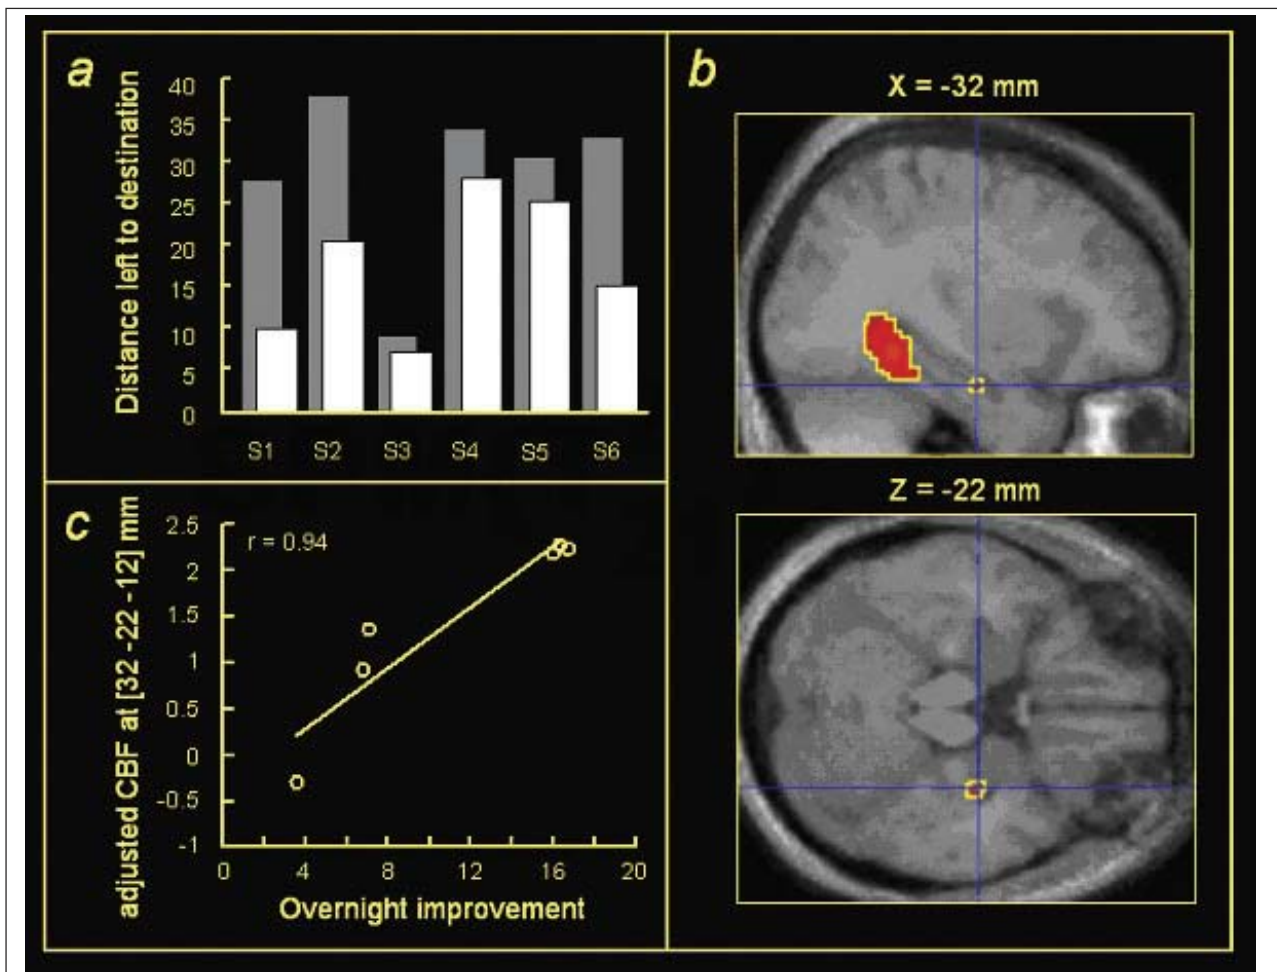 a
Distance left to destination
40
35
30
25
20
15
10
5
0
S1 S2 S3 S4 S5 S6
b
X = -32 mm
Z = -22 mm
c
adjusted CBF at [32 -22 -12] mm
r = 0.94
2.5
2
1.5
1
0.5
0
-0.5
-1
0 4 8 12 16 20
Overnight improvement